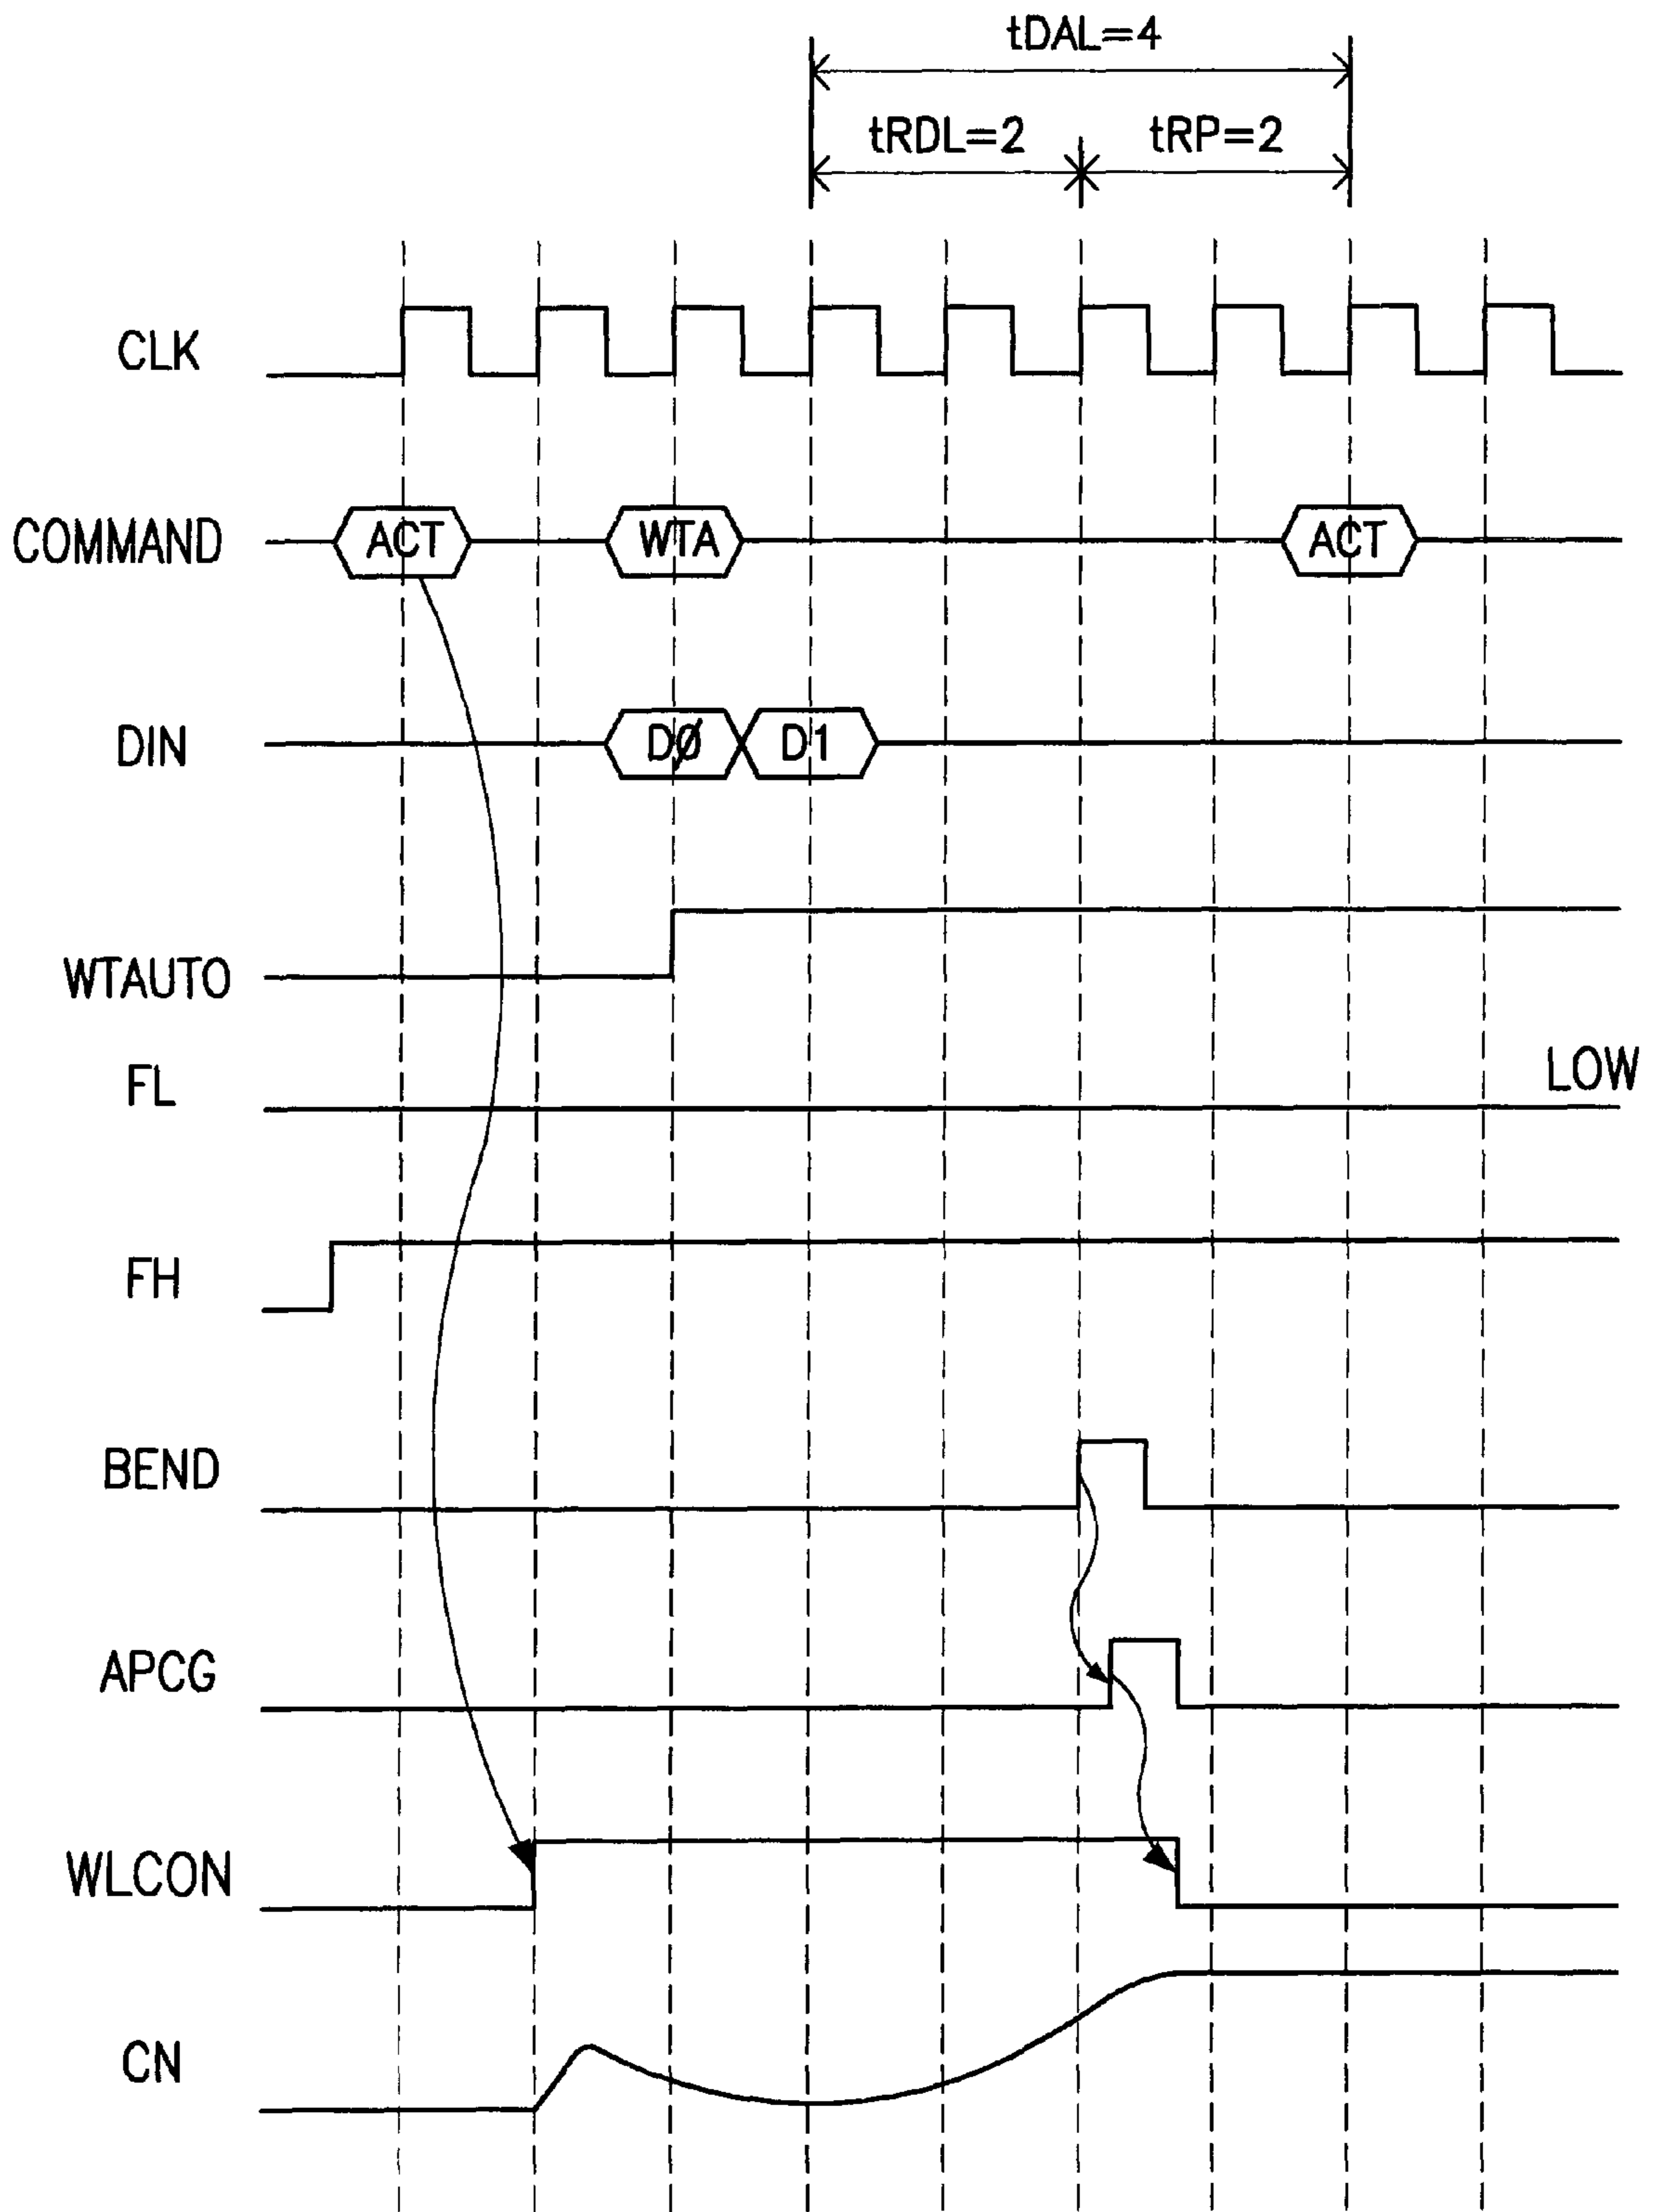 tDAL=4
tRDL=2 tRP=2
CLK
COMMAND ACT WTA ACT
DIN DØ D1
WTAUTO
FL LOW
FH
BEND
APCG
WLCON
CN